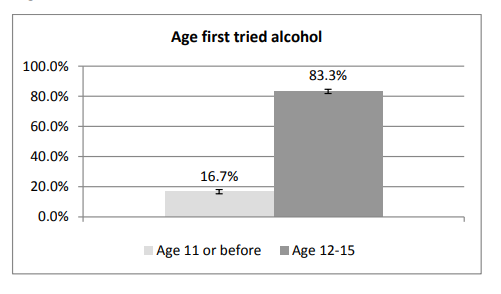 Age first tried alcohol
100.0%
80.0%
60.0%
40.0%
20.0%
0.0%
16.7%
83.3%
Age 11 or before
Age 12-15